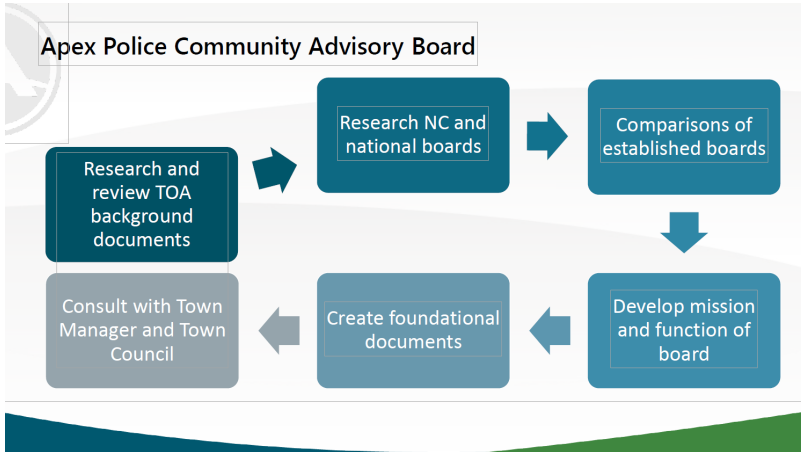 Apex Police Community Advisory Board
Research and
review TOA
background
documents
Research NC and
national boards
Comparisons of
established boards
Develop mission
and function of
board
Create foundational
documents
Consult with Town
Manager and Town
Council